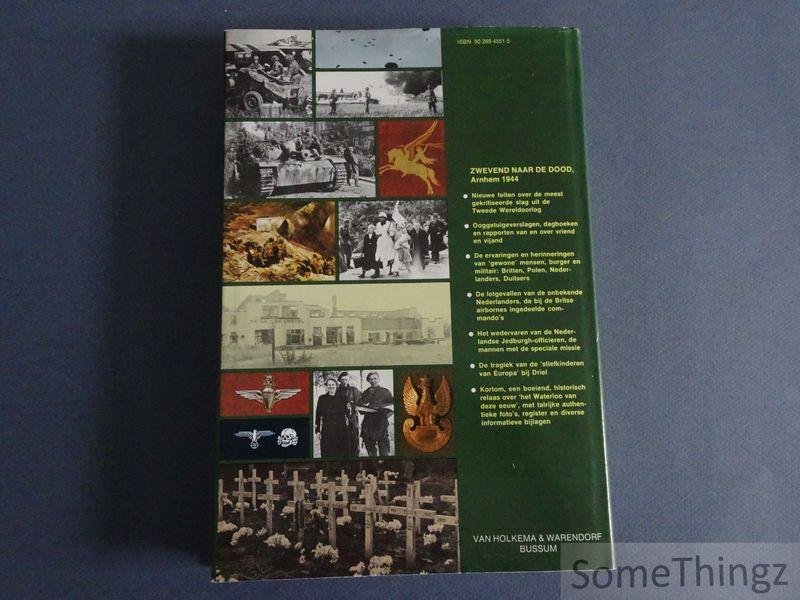 ISBN 90 269 4551 5
ZWEVEND NAAR DE DOOD,
Arnhem 1944
Nieuwe feiten over de meest
gekritiseerde slag uit de
Tweede Wereldoorlog
Ooggetuigeverslagen, dagboeken
en rapporten van en over vriend
en vijand
De ervaringen en herinneringen
van 'gewone' mensen, burger en
militair: Britten, Polen, Neder-
landers, Duitsers
De lotgevallen van de onbekende
Nederlanders, de bij de Britse
airbornes ingedeelde com-
mando's
Het wedervaren van de Neder-
landse Jedburgh-officieren, de
mannen met de speciale missie
De tragiek van de 'stiefkinderen
van Europa' bij Driel
Kortom, een boeiend, historisch
relaas over 'het Waterloo van
deze eeuw', met talrijke authen-
tieke foto's, register en diverse
informatieve bijlagen
VAN HOLKEMA & WARENDORF
BUSSUM
SomeThingz